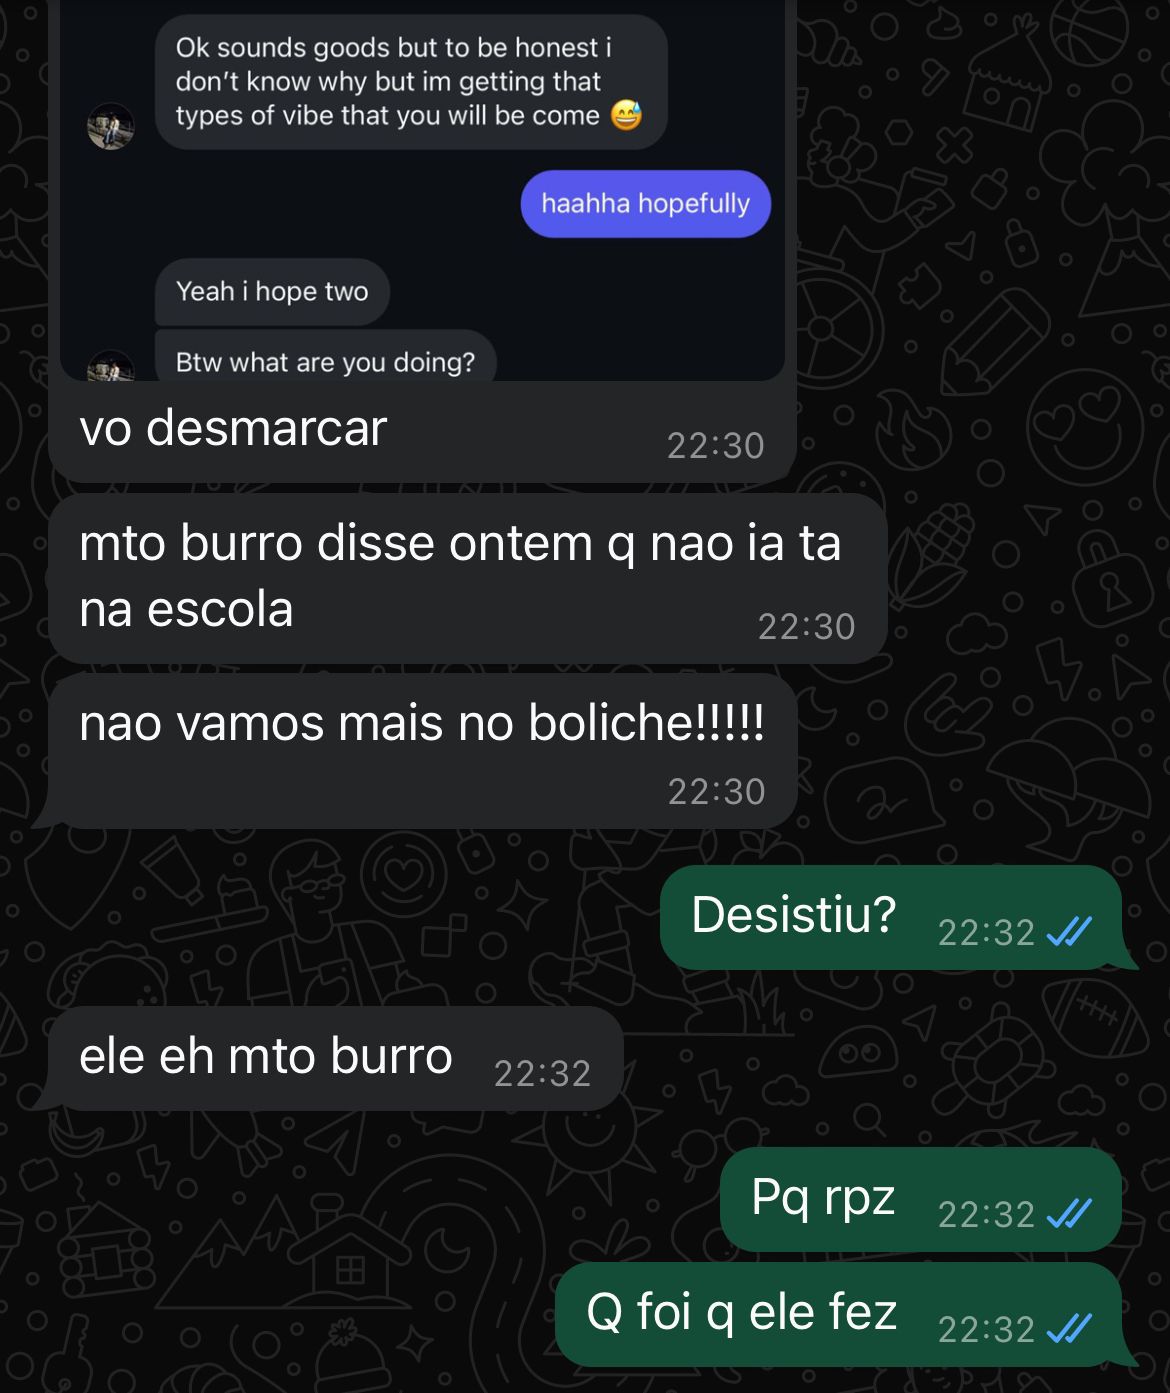 Ok sounds goods but to be honest i
don't know why but im getting that
types of vibe that you will be come 😅
haahha hopefully
Yeah i hope two
Btw what are you doing?
vo desmarcar
22:30
mto burro disse ontem q nao ia ta
na escola
22:30
nao vamos mais no boliche!!!!!
22:30
Desistiu? 22:32
ele eh mto burro 22:32
Pq rpz 22:32
Q foi q ele fez 22:32